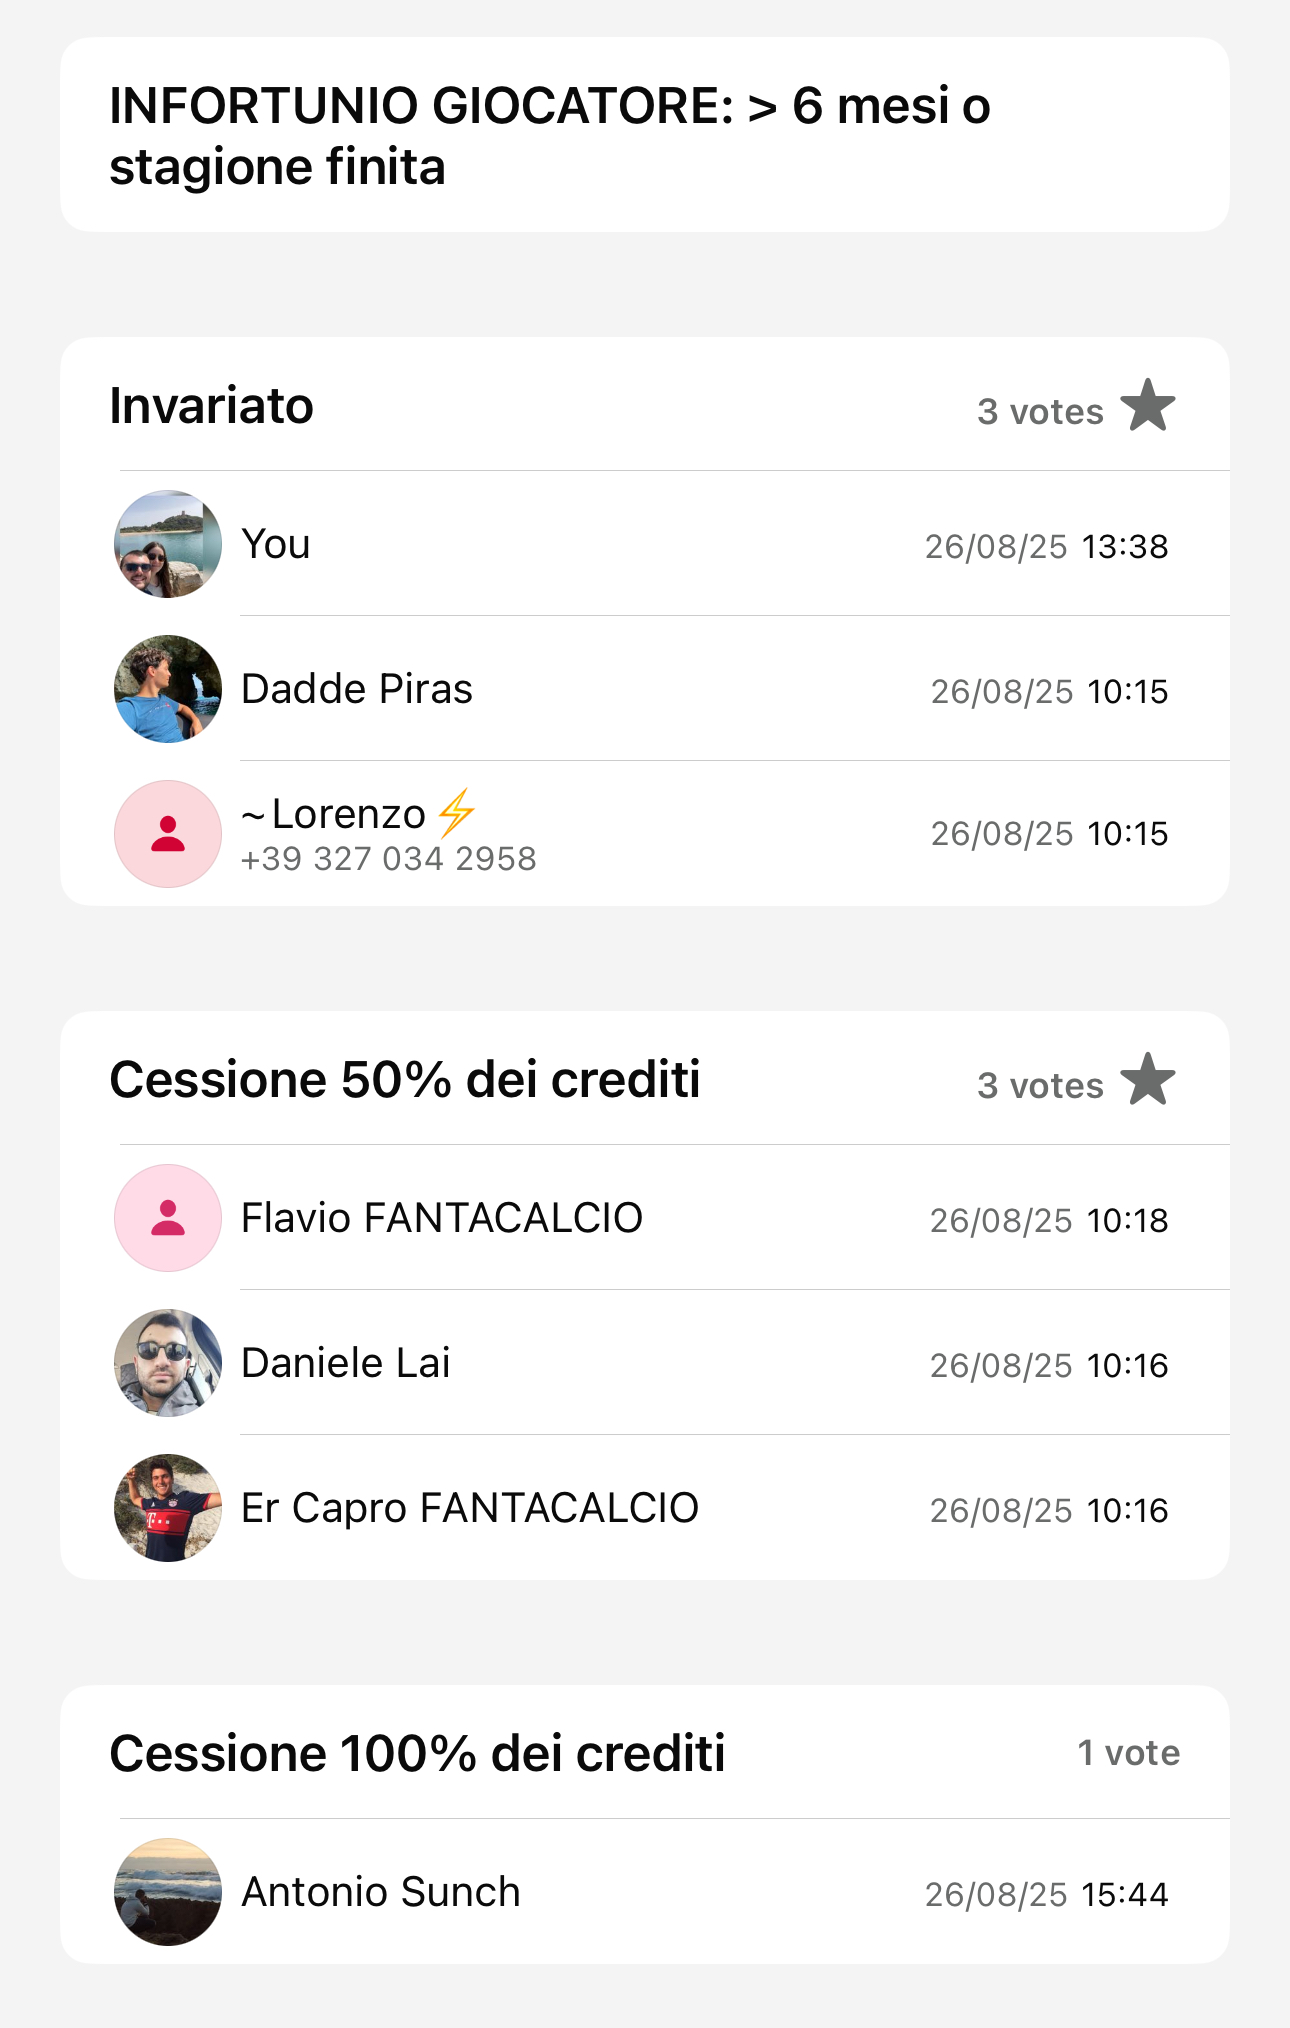 INFORTUNIO GIOCATORE: > 6 mesi o
stagione finita
Invariato
3 votes
You
26/08/25 13:38
Dadde Piras
26/08/25 10:15
~Lorenzo⚡
+39 327 034 2958
26/08/25 10:15
Cessione 50% dei crediti
3 votes
Flavio FANTACALCIO
26/08/25 10:18
Daniele Lai
26/08/25 10:16
Er Capro FANTACALCIO
26/08/25 10:16
Cessione 100% dei crediti
1 vote
Antonio Sunch
26/08/25 15:44